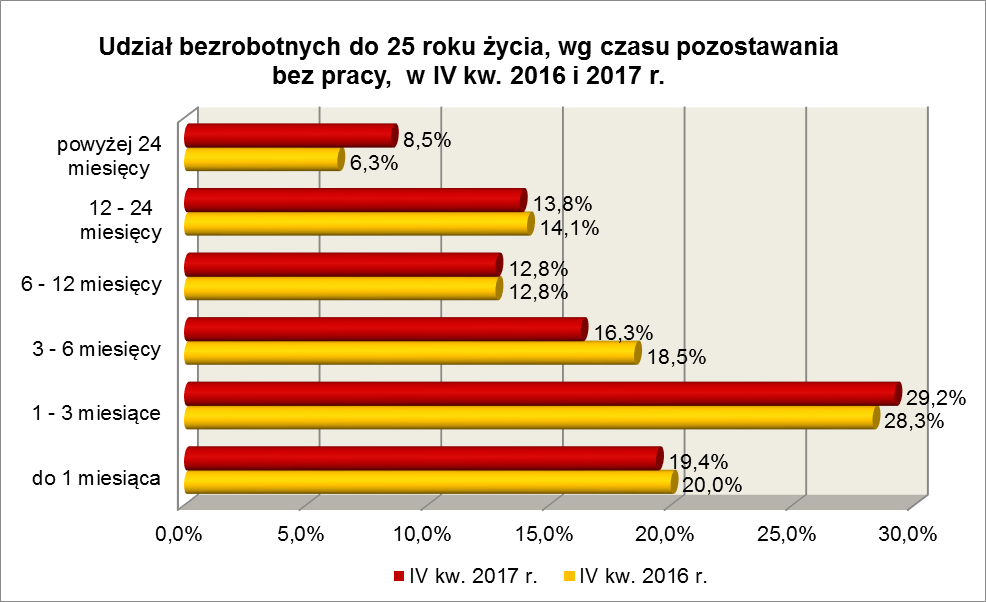 Udział bezrobotnych do 25 roku życia, wg czasu pozostawania
bez pracy, w IV kw. 2016 i 2017 r.
powyżej 24
miesięcy
8,5%
6,3%
12 - 24
miesięcy
13,8%
14,1%
6 - 12 miesięcy
12,8%
12,8%
3 - 6 miesięcy
16,3%
18,5%
1 - 3 miesiące
29,2%
28,3%
do 1 miesiąca
19,4%
20,0%
0,0% 5,0% 10,0% 15,0% 20,0% 25,0% 30,0%
IV kw. 2017 r. IV kw. 2016 r.